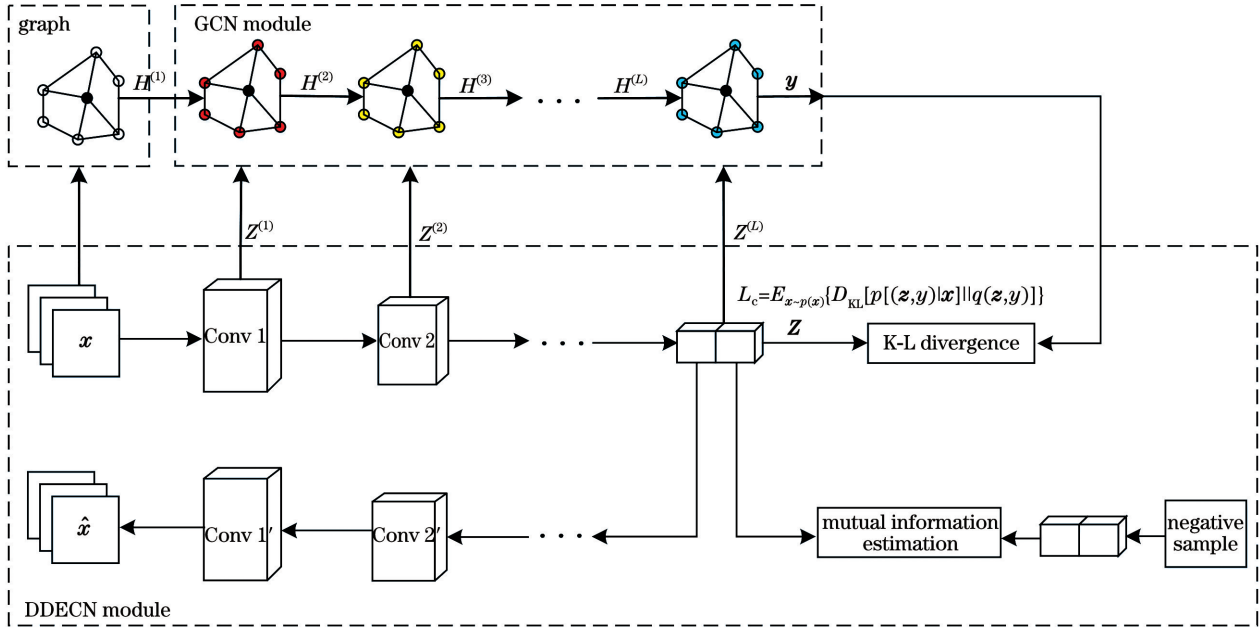 graph
GCN module
H^(1)
H^(2)
H^(3)
...
H^(L)
y
Z^(1)
Z^(2)
Z^(L)
L_c=E_{x~p(x)}{D_KL[p[(z,y)|x]||q(z,y)]}
x
Conv 1
Conv 2
...
Z
K-L divergence
x̂
Conv 1′
Conv 2′
...
mutual information
estimation
negative
sample
DDECN module